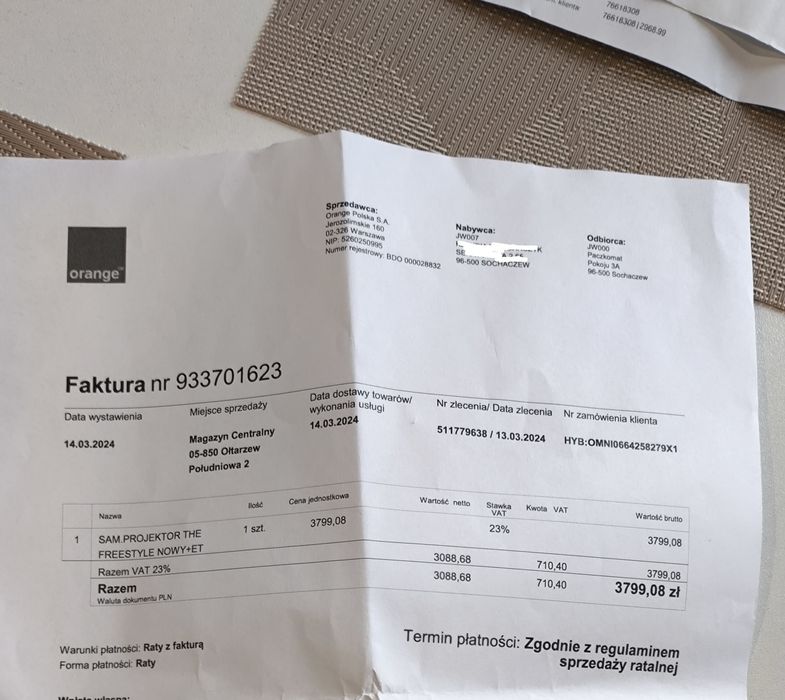 klienta
76618308
76618308|2968.99
orange™
Sprzedawca:
Orange Polska S.A.
Jerozolimskie 160
02-326 Warszawa
NIP: 5260250995
Numer rejestrowy: BDO 000028832
Nabywca:
JW007
96-500 SOCHACZEW
Odbiorca:
JW000
Paczkomat
Pokoju 3A
96-500 Sochaczew
Faktura nr 933701623
Data wystawienia
14.03.2024
Miejsce sprzedaży
Magazyn Centralny
05-850 Ołtarzew
Południowa 2
Data dostawy towarów/
wykonania usługi
14.03.2024
Nr zlecenia/ Data zlecenia
511779638 / 13.03.2024
Nr zamówienia klienta
HYB:OMNI0664258279X1
Nazwa Ilość Cena jednostkowa Wartość netto Stawka VAT Kwota VAT Wartość brutto
1 SAM.PROJEKTOR THE 1 szt. 3799,08 23% 3799,08
FREESTYLE NOWY+ET
Razem VAT 23% 3088,68 710,40 3799,08
Razem 3088,68 710,40 3799,08 zł
Waluta dokumentu PLN
Warunki płatności: Raty z fakturą
Forma płatności: Raty
Termin płatności: Zgodnie z regulaminem
sprzedaży ratalnej